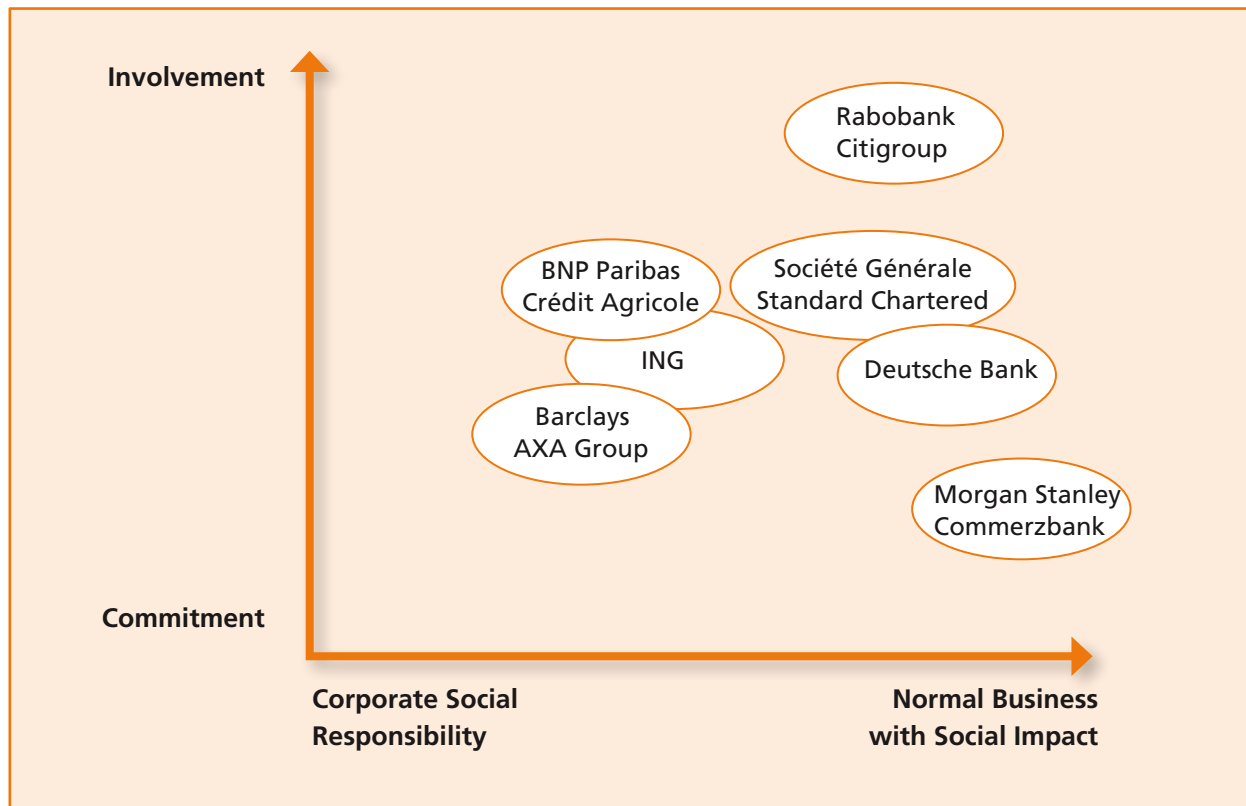 Involvement
Rabobank
Citigroup
BNP Paribas
Crédit Agricole
Société Générale
Standard Chartered
ING
Deutsche Bank
Barclays
AXA Group
Morgan Stanley
Commerzbank
Commitment
Corporate Social
Responsibility
Normal Business
with Social Impact